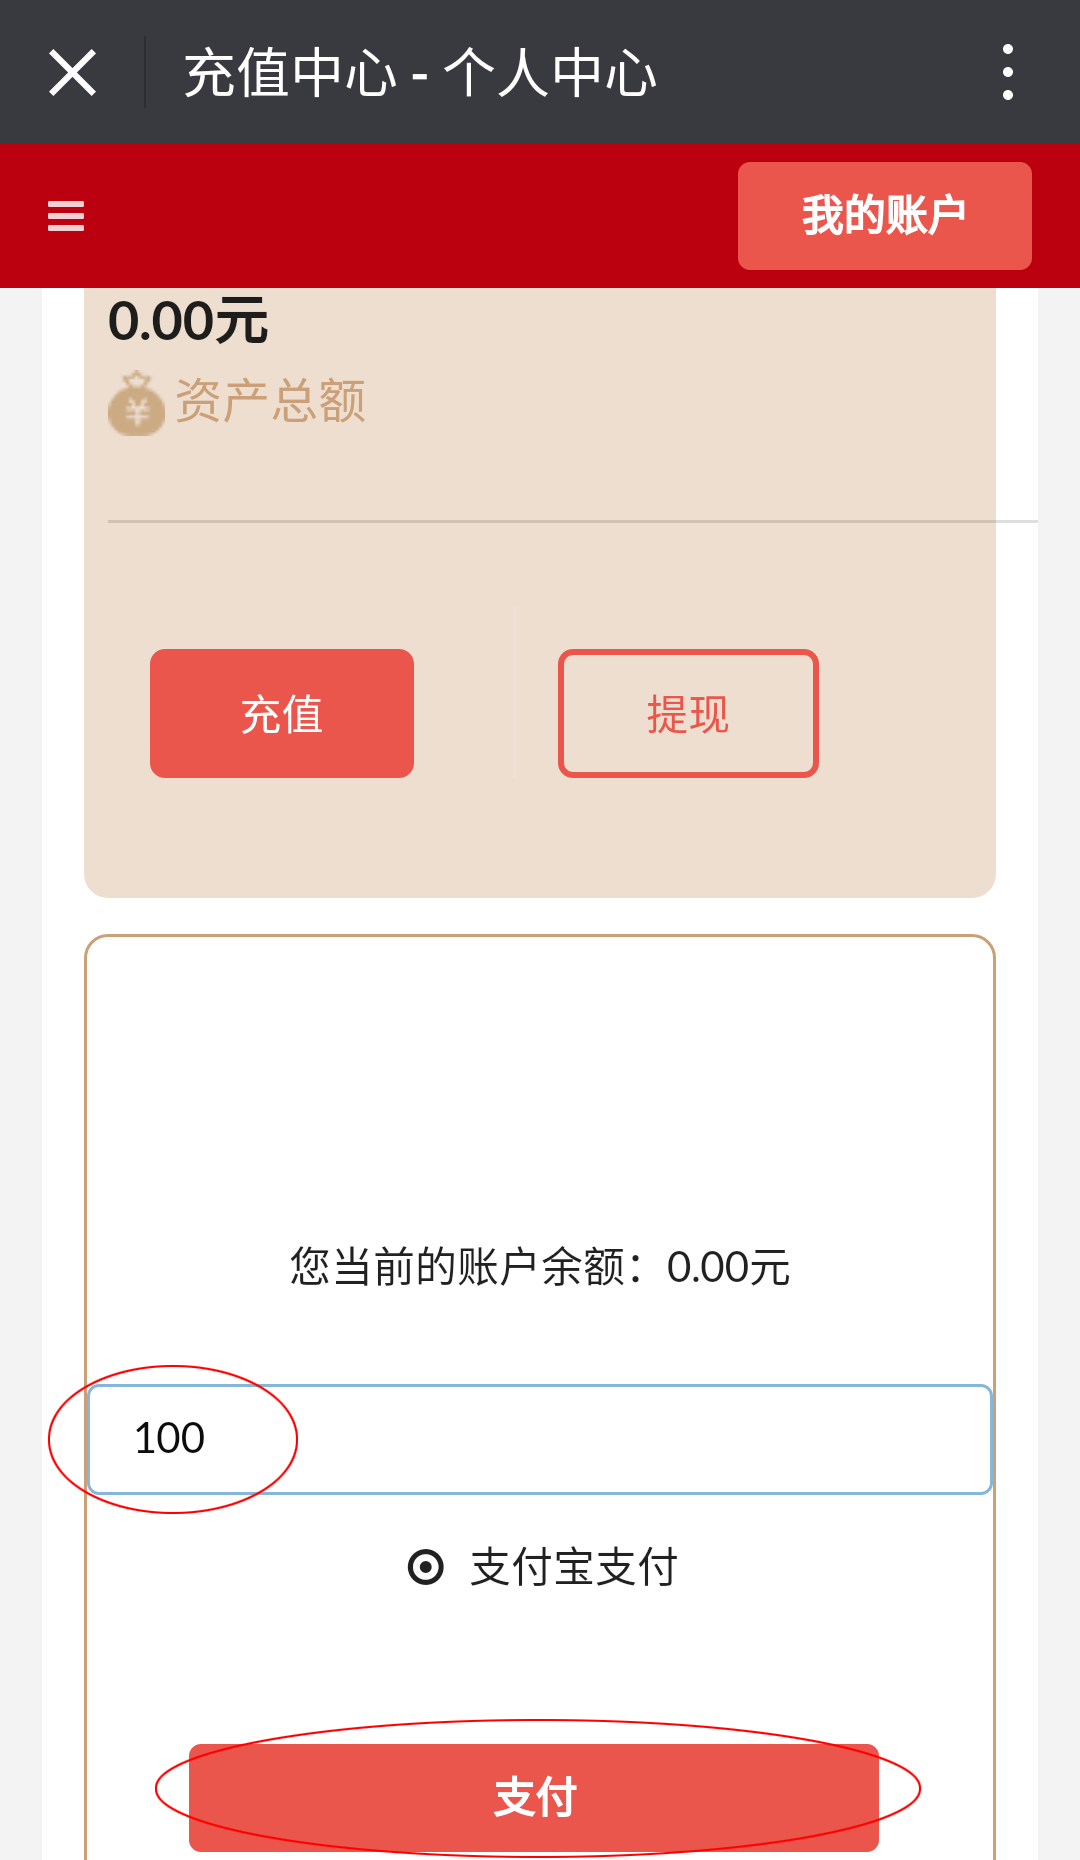 充值中心 - 个人中心
我的账户
0.00元
资产总额
充值
提现
您当前的账户余额：0.00元
100
支付宝支付
支付